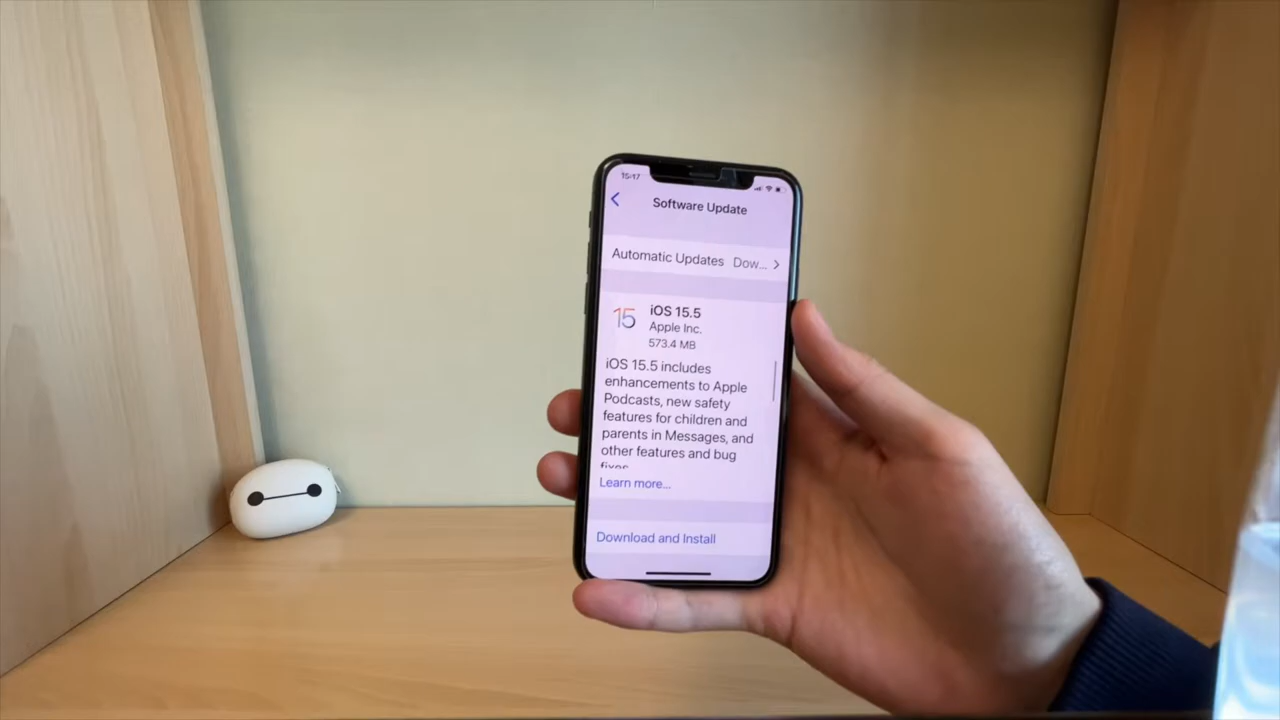 15:17
Software Update
Automatic Updates Dow...
15 iOS 15.5
Apple Inc.
573.4 MB
iOS 15.5 includes
enhancements to Apple
Podcasts, new safety
features for children and
parents in Messages, and
other features and bug
fixes
Learn more...
Download and Install